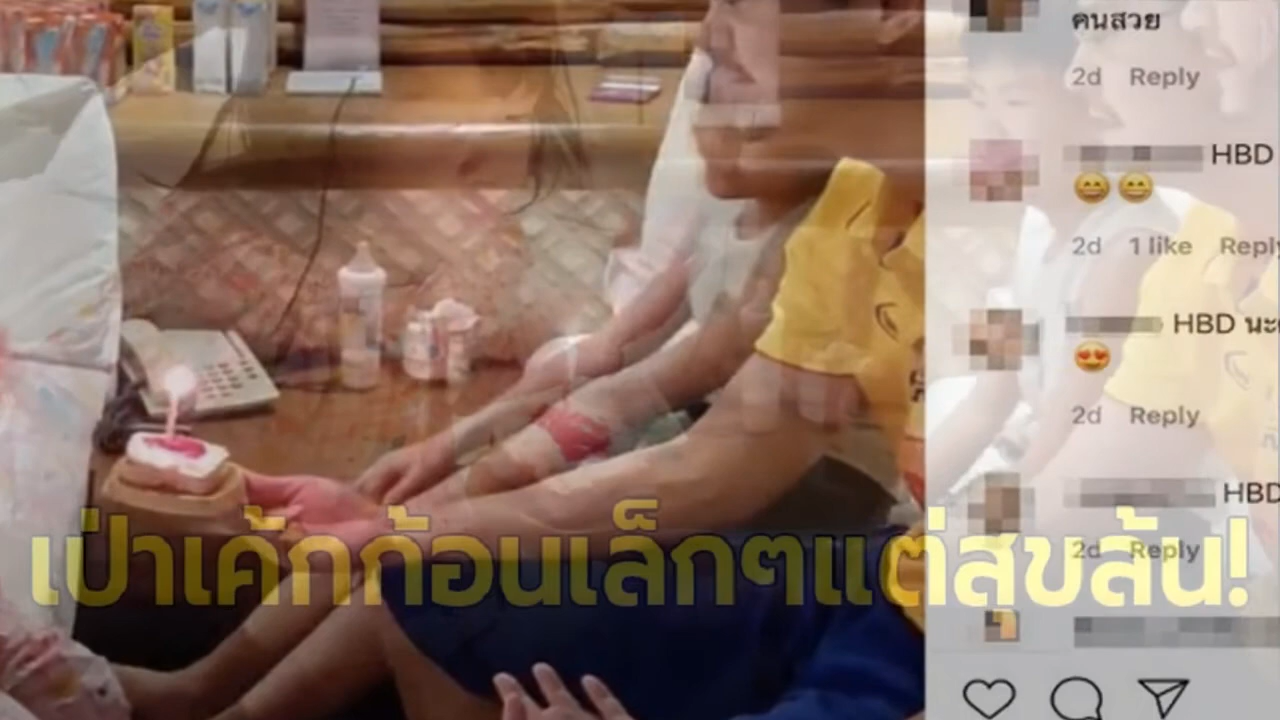 คนสวย
2d Reply
HBD
😄 😄
2d 1 like Reply
HBD นะ
😍
2d Reply
HBD
2d Reply
เป่าเค้กก้อนเล็กๆแต่สุขล้น!